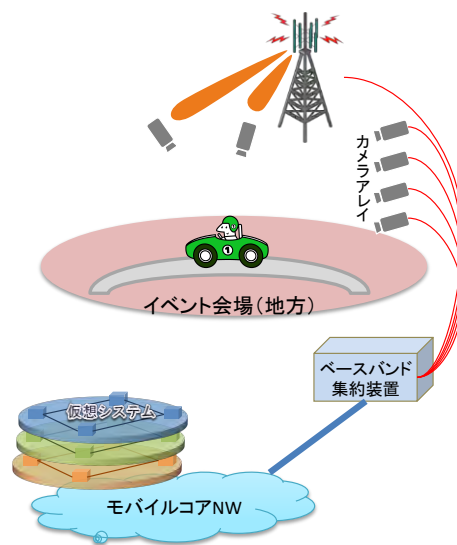 カメラアレイ
1
イベント会場(地方)
ベースバンド
集約装置
仮想システム
モバイルコアNW